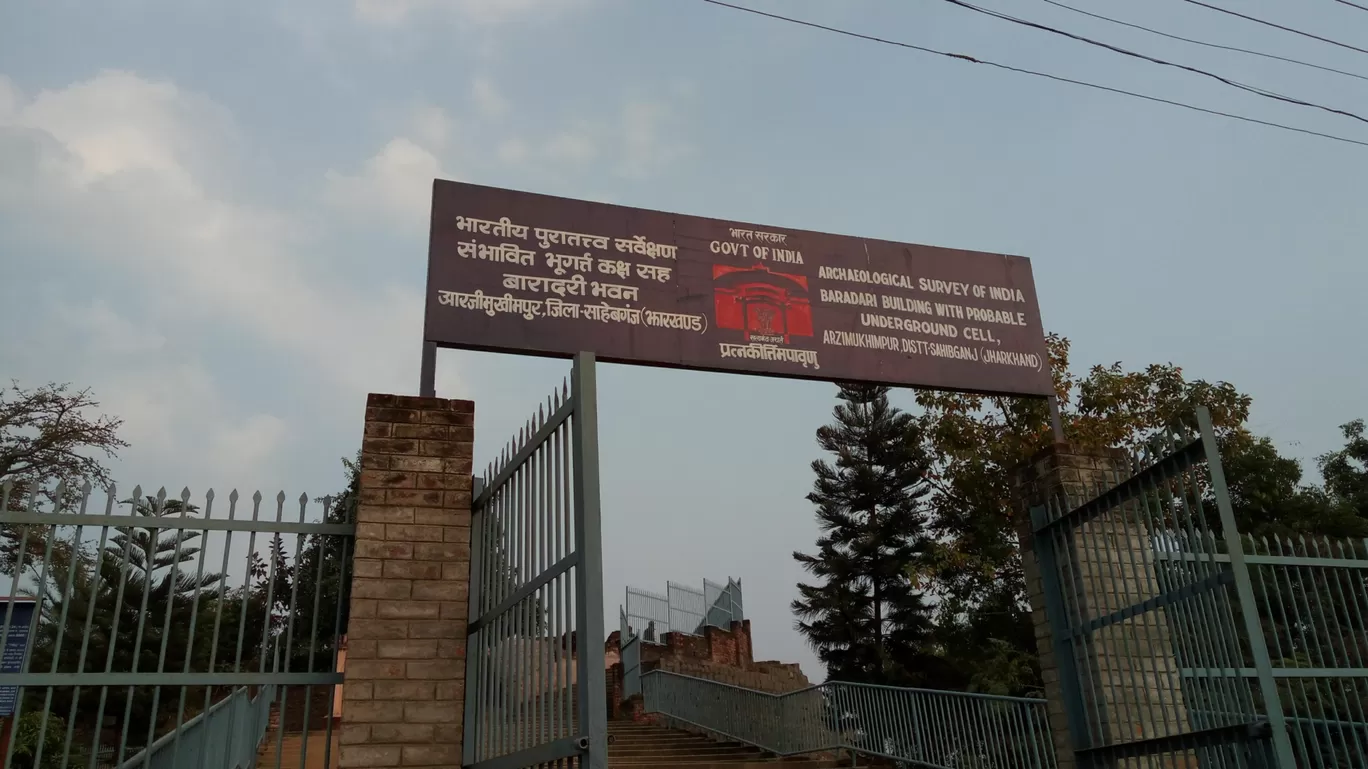 भारतीय पुरातत्त्व सर्वेक्षण
संभावित भूगर्त्त कक्ष सह
बारादरी भवन
आरजीमुखीमपुर,जिला-साहेबगंज(झारखण्ड)
भारत सरकार
GOVT OF INDIA
प्रत्नकीर्त्तिमपावृणु
ARCHAEOLOGICAL SURVEY OF INDIA
BARADARI BUILDING WITH PROBABLE
UNDERGROUND CELL,
ARZIMUKHIMPUR, DISTT-SAHIBGANJ (JHARKHAND)